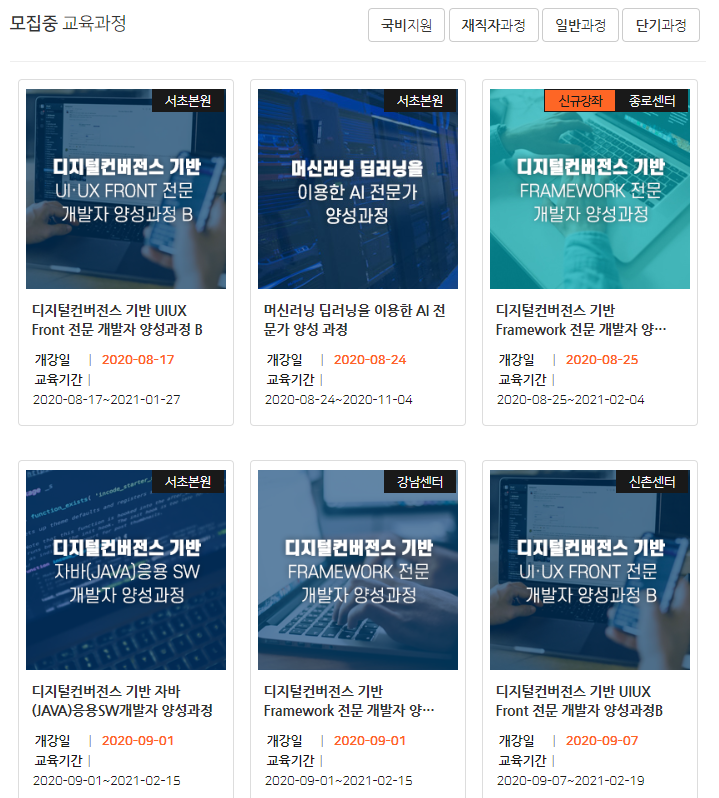 모집중 교육과정
국비지원
재직자과정
일반과정
단기과정
서초본원
디지털컨버전스 기반
UI·UX FRONT 전문
개발자 양성과정 B
디지털컨버전스 기반 UIUX
Front 전문 개발자 양성과정 B
개강일 | 2020-08-17
교육기간 |
2020-08-17~2021-01-27
서초본원
머신러닝 딥러닝을
이용한 AI 전문가
양성과정
머신러닝 딥러닝을 이용한 AI 전
문가 양성 과정
개강일 | 2020-08-24
교육기간 |
2020-08-24~2020-11-04
신규강좌 종로센터
디지털컨버전스 기반
FRAMEWORK 전문
개발자 양성과정
디지털컨버전스 기반
Framework 전문 개발자 양…
개강일 | 2020-08-25
교육기간 |
2020-08-25~2021-02-04
서초본원
디지털컨버전스 기반
자바(JAVA)응용 SW
개발자 양성과정
디지털컨버전스 기반 자바
(JAVA)응용SW개발자 양성과정
개강일 | 2020-09-01
교육기간 |
2020-09-01~2021-02-15
강남센터
디지털컨버전스 기반
FRAMEWORK 전문
개발자 양성과정
디지털컨버전스 기반
Framework 전문 개발자 양…
개강일 | 2020-09-01
교육기간 |
2020-09-01~2021-02-15
신촌센터
디지털컨버전스 기반
UI·UX FRONT 전문
개발자 양성과정 B
디지털컨버전스 기반 UIUX
Front 전문 개발자 양성과정B
개강일 | 2020-09-07
교육기간 |
2020-09-07~2021-02-19